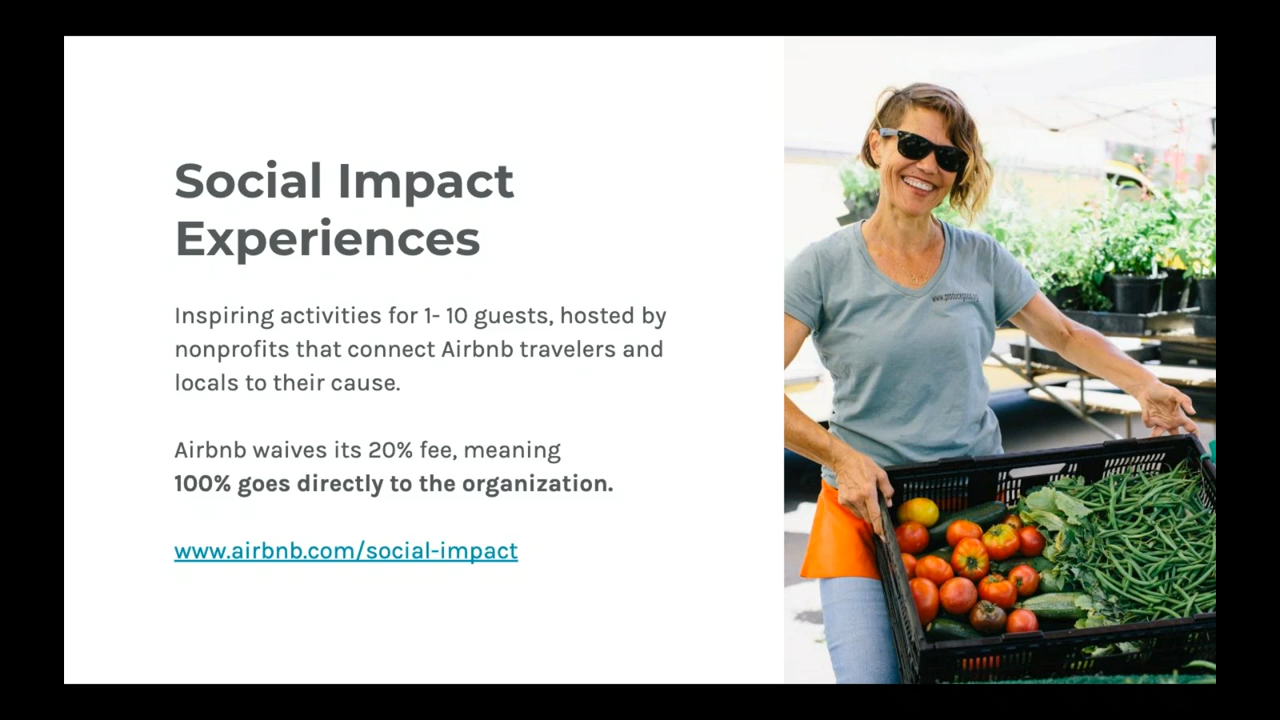 Social Impact
Experiences
Inspiring activities for 1- 10 guests, hosted by
nonprofits that connect Airbnb travelers and
locals to their cause.
Airbnb waives its 20% fee, meaning
100% goes directly to the organization.
www.airbnb.com/social-impact